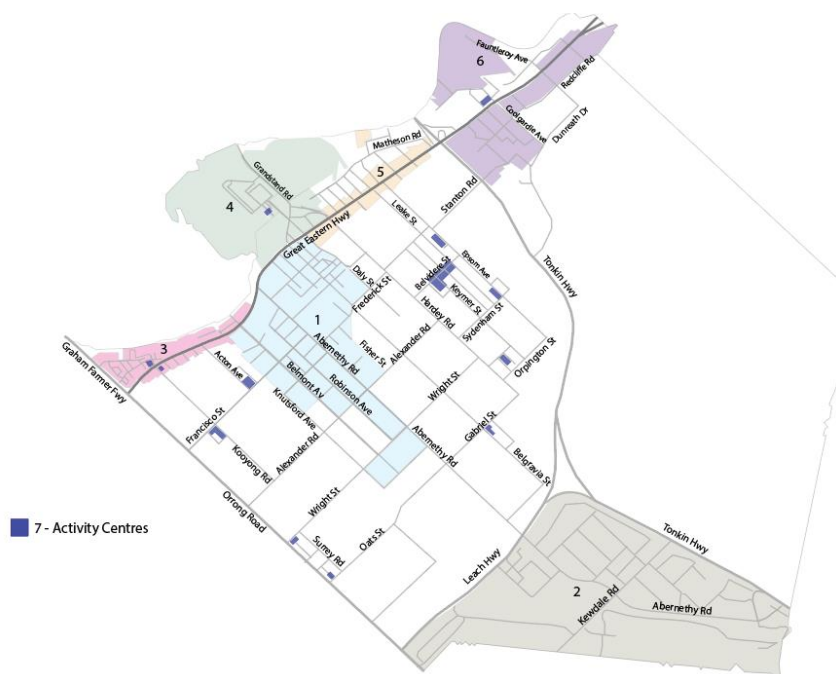 Fauntleroy Ave
6
Redcliffe Rd
Coolgardie Ave
Dunreath Dr
Matheson Rd
5
Grandstand Rd
4
Great Eastern Hwy
Leake St
Stanton Rd
Tonkin Hwy
Epsom Ave
Belvidere St
Daly St
Frederick St
Keymer St
Hardey Rd
Sydenham St
1
Orpington St
3
Abernethy Rd
Fisher St
Alexander Rd
Graham Farmer Fwy
Acton Ave
Belmont Av
Robinson Ave
Wright St
Knutsford Ave
Francisco St
Gabriel St
Kooyong Rd
Alexander Rd
Abernethy Rd
Belgravia St
Wright St
Orrong Road
Oats St
Surrey Rd
7 - Activity Centres
Tonkin Hwy
Leach Hwy
2
Kewdale Rd
Abernethy Rd